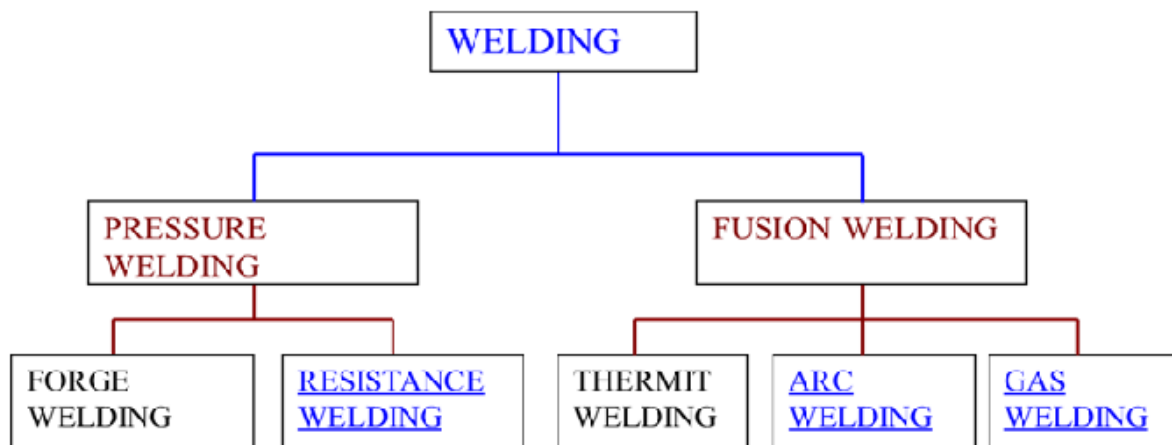 WELDING
PRESSURE
WELDING
FUSION WELDING
FORGE
WELDING
RESISTANCE
WELDING
THERMIT
WELDING
ARC
WELDING
GAS
WELDING